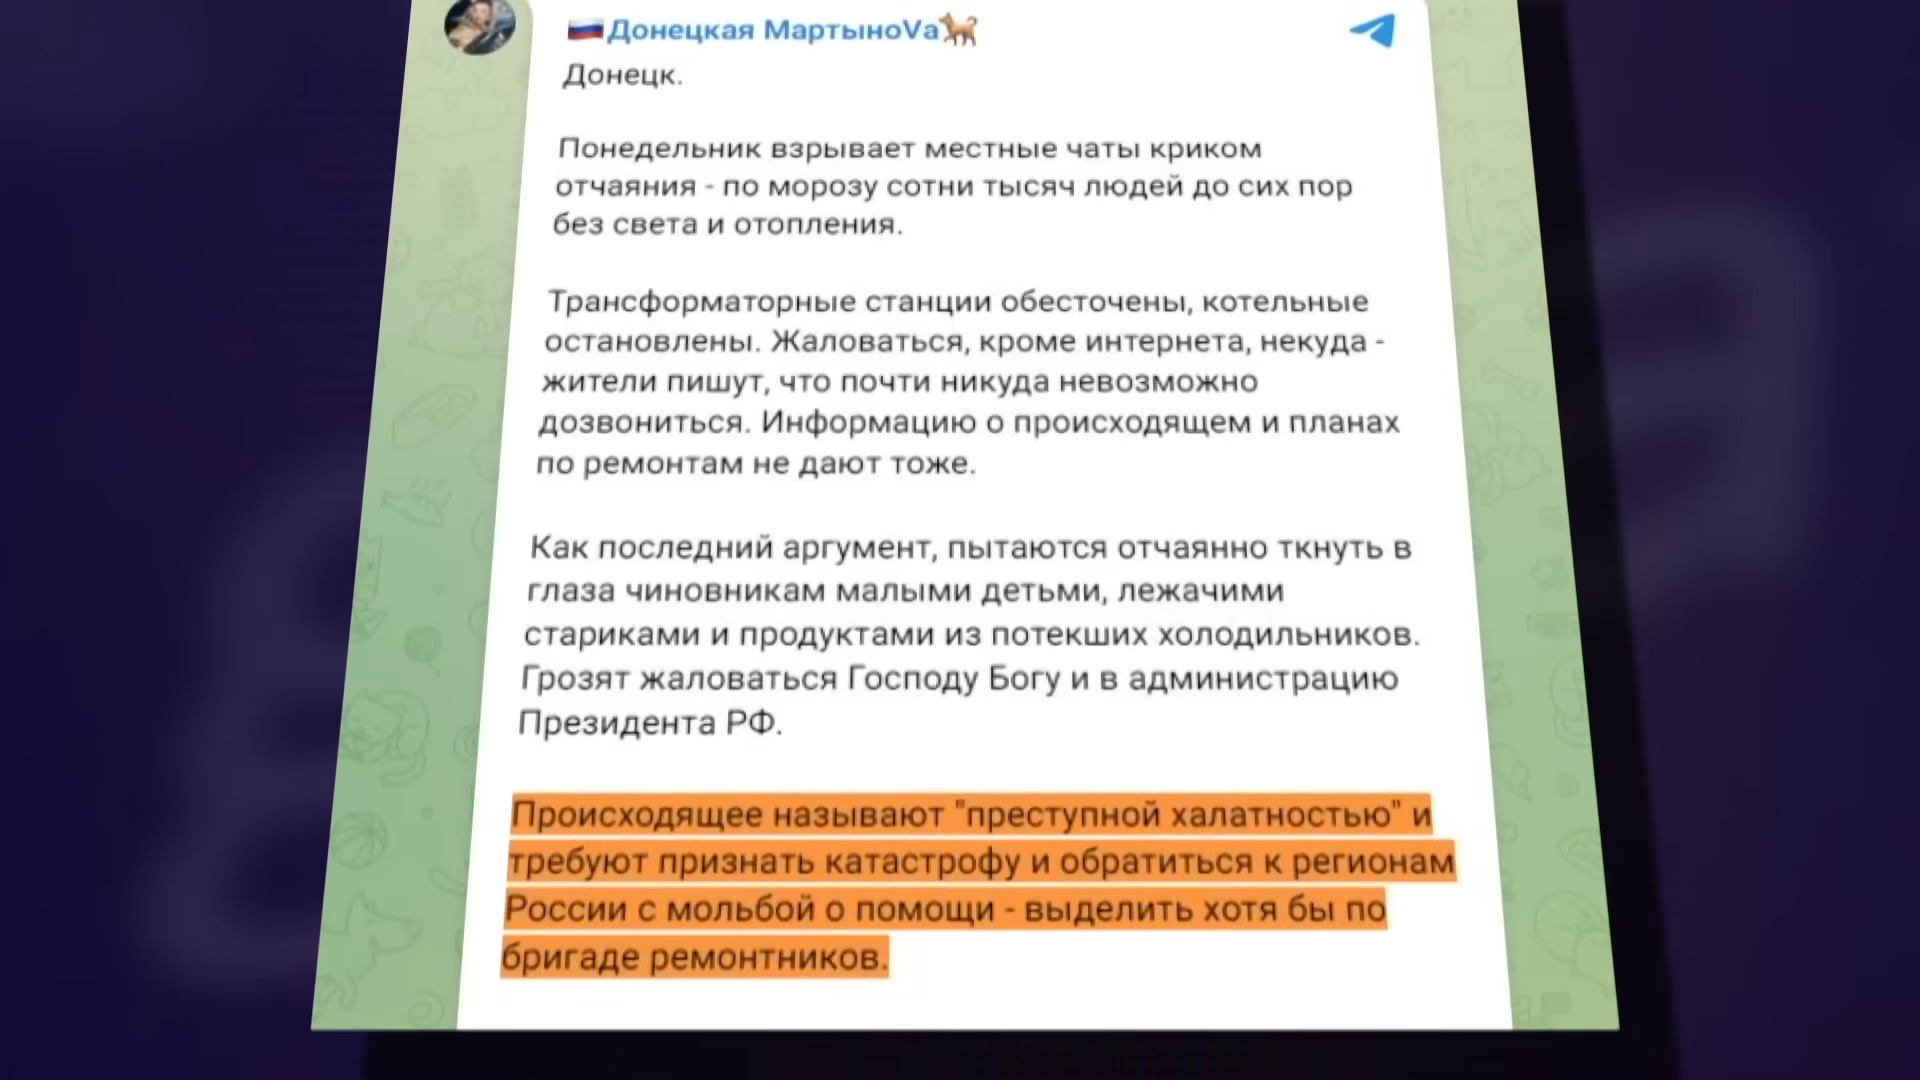 Донецкая МартыноVa
Донецк.
Понедельник взрывает местные чаты криком
отчаяния - по морозу сотни тысяч людей до сих пор
без света и отопления.
Трансформаторные станции обесточены, котельные
остановлены. Жаловаться, кроме интернета, некуда -
жители пишут, что почти никуда невозможно
дозвониться. Информацию о происходящем и планах
по ремонтам не дают тоже.
Как последний аргумент, пытаются отчаянно ткнуть в
глаза чиновникам малыми детьми, лежачими
стариками и продуктами из потекших холодильников.
Грозят жаловаться Господу Богу и в администрацию
Президента РФ.
Происходящее называют "преступной халатностью" и
требуют признать катастрофу и обратиться к регионам
России с мольбой о помощи - выделить хотя бы по
бригаде ремонтников.